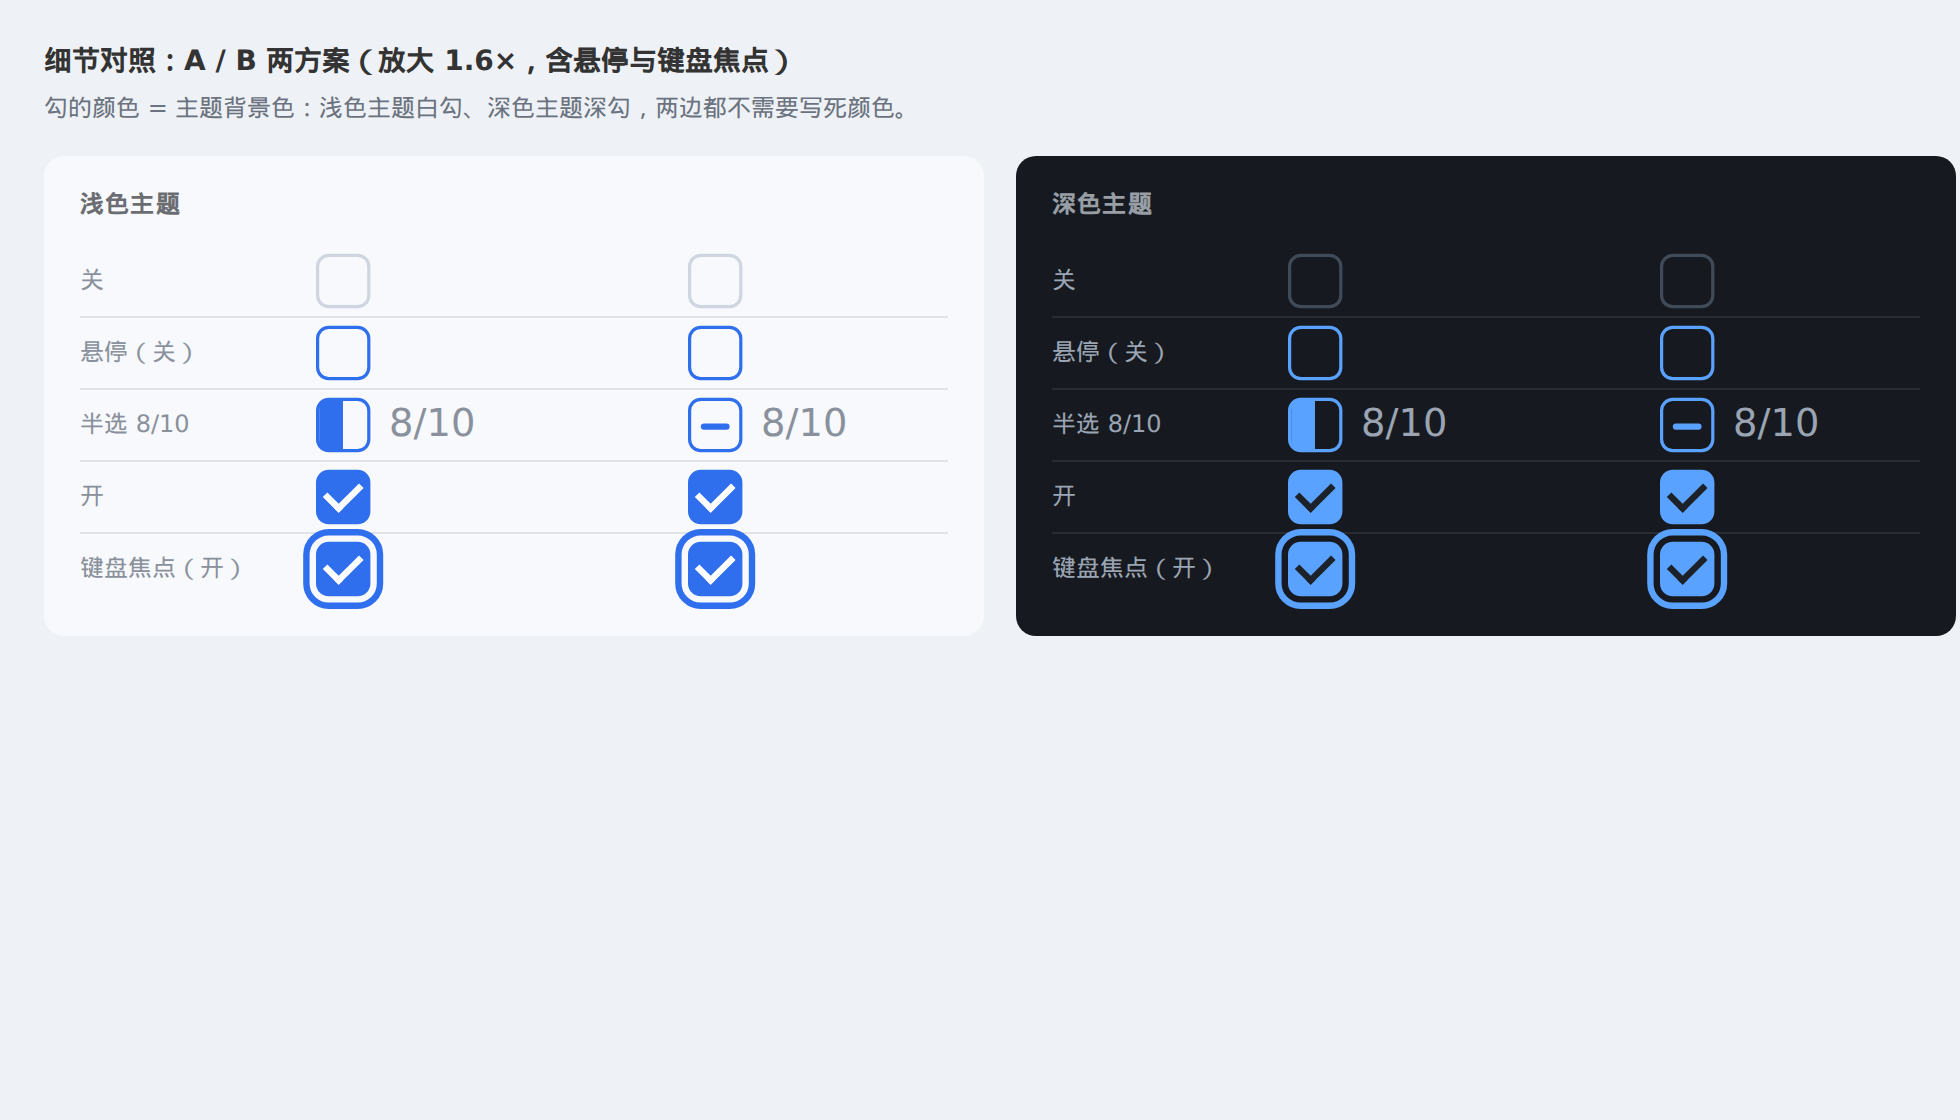 细节对照：A / B 两方案（放大 1.6×，含悬停与键盘焦点）
勾的颜色 = 主题背景色：浅色主题白勾、深色主题深勾，两边都不需要写死颜色。
浅色主题
关
悬停（关）
半选 8/10 8/10 8/10
开
键盘焦点（开）
深色主题
关
悬停（关）
半选 8/10 8/10 8/10
开
键盘焦点（开）